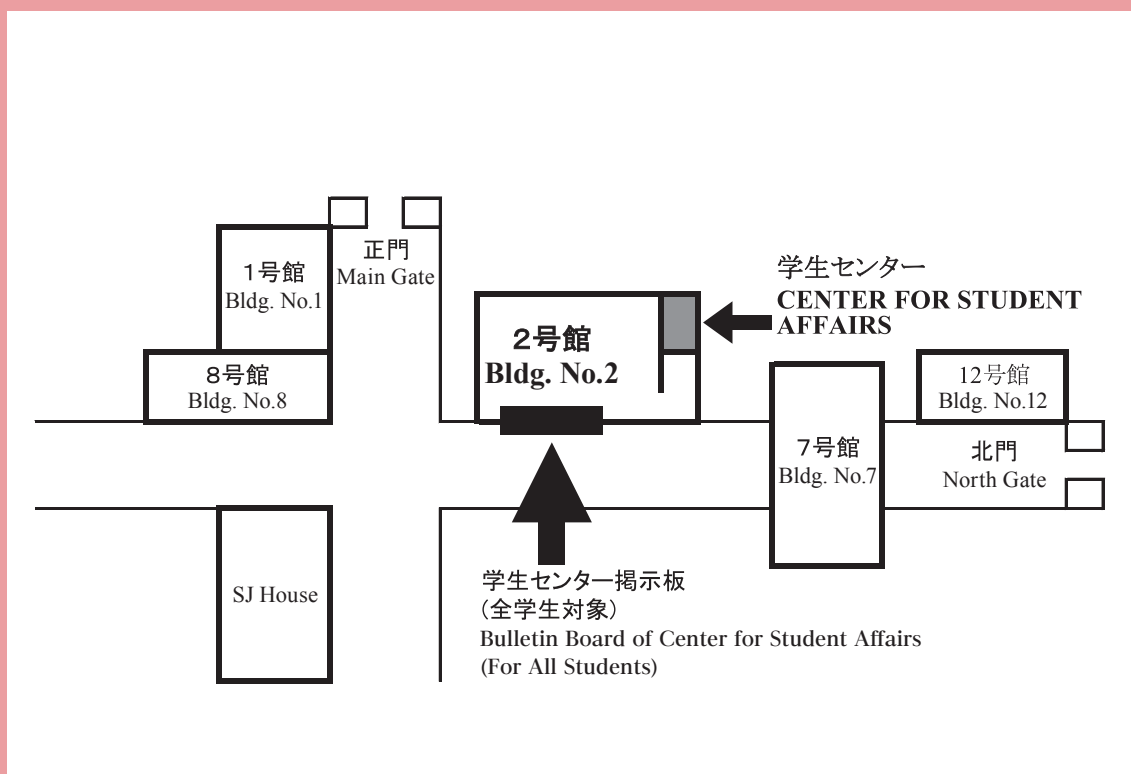 正門
Main Gate
1号館
Bldg. No.1
8号館
Bldg. No.8
2号館
Bldg. No.2
学生センター
CENTER FOR STUDENT
AFFAIRS
7号館
Bldg. No.7
12号館
Bldg. No.12
北門
North Gate
SJ House
学生センター掲示板
(全学生対象)
Bulletin Board of Center for Student Affairs
(For All Students)